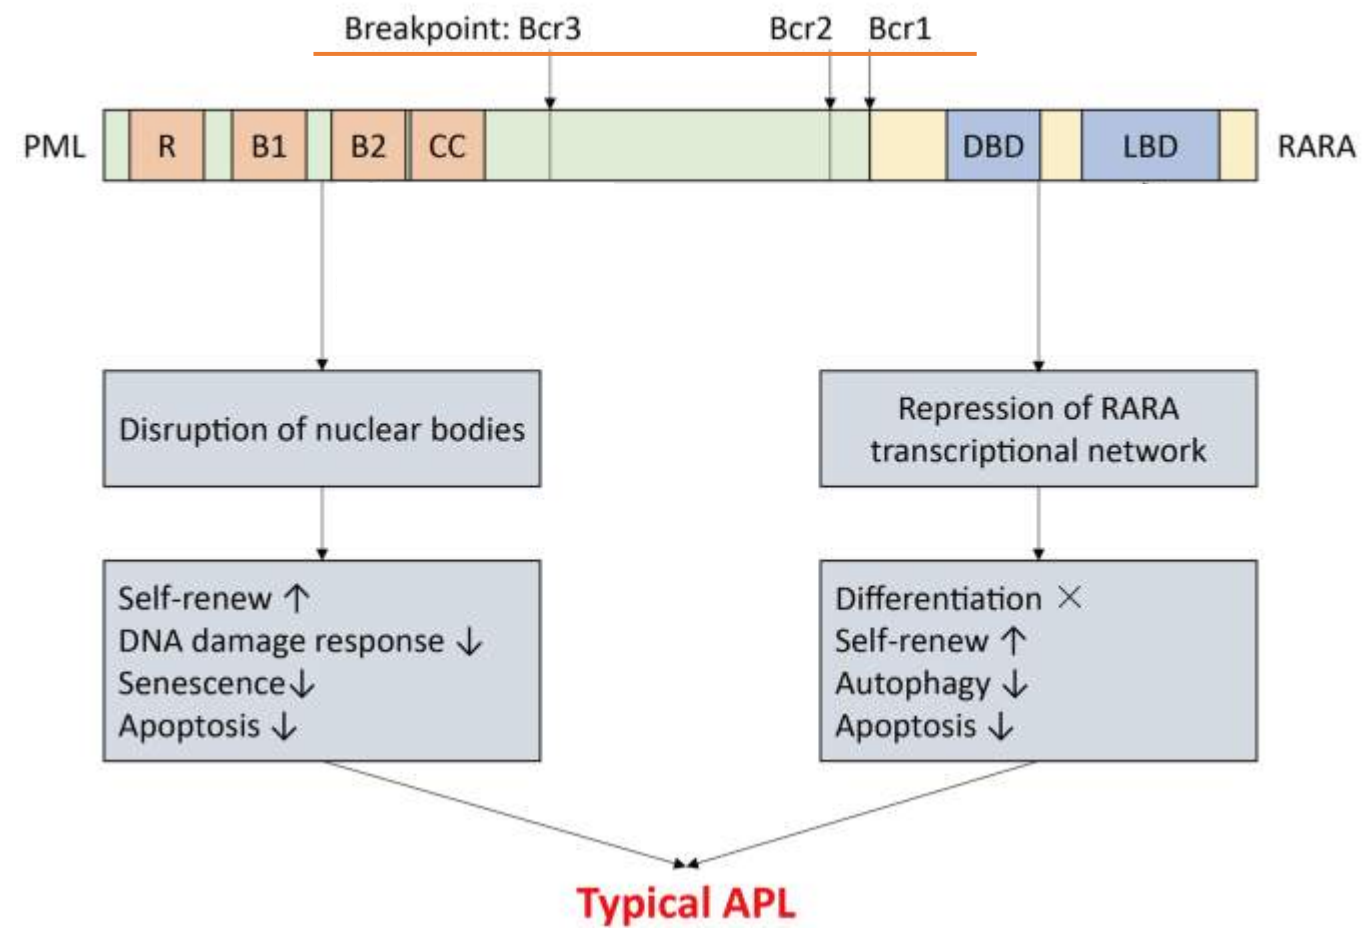 Breakpoint: Bcr3 Bcr2 Bcr1
PML R B1 B2 CC DBD LBD RARA
Disruption of nuclear bodies
Repression of RARA
transcriptional network
Self-renew ↑
DNA damage response ↓
Senescence↓
Apoptosis ↓
Differentiation ×
Self-renew ↑
Autophagy ↓
Apoptosis ↓
Typical APL